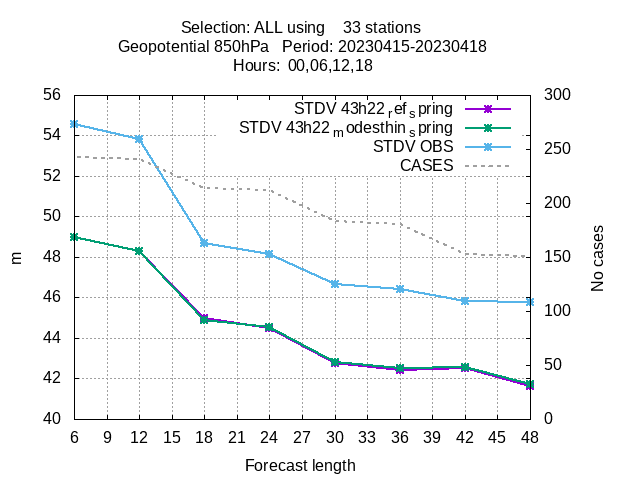 Selection: ALL using    33 stations
Geopotential 850hPa   Period: 20230415-20230418
Hours:  00,06,12,18
STDV 43h22 ref spring
STDV 43h22 modesthin spring
STDV OBS
CASES
56
54
52
50
48
46
44
42
40
m
300
250
200
150
100
50
0
No cases
6 9 12 15 18 21 24 27 30 33 36 39 42 45 48
Forecast length